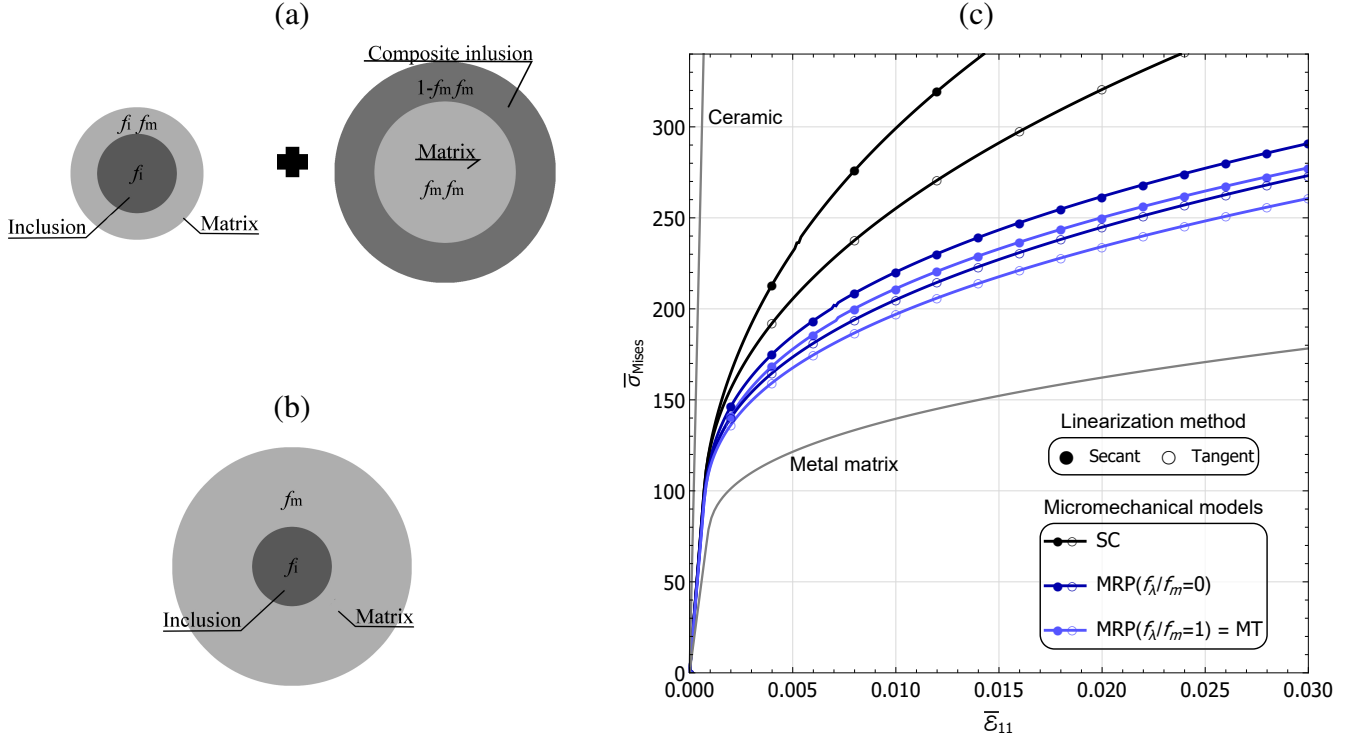 (a)
Composite inlusion
1-fm fm
fi fm
fi
Matrix
fm fm
Inclusion
Matrix
(b)
fm
fi
Inclusion
Matrix
(c)
Ceramic
Metal matrix
Linearization method
Secant
Tangent
Micromechanical models
SC
MRP(fλ/fm=0)
MRP(fλ/fm=1) = MT
σ̅Mises
300
250
200
150
100
50
0
0.000 0.005 0.010 0.015 0.020 0.025 0.030
ε̅11